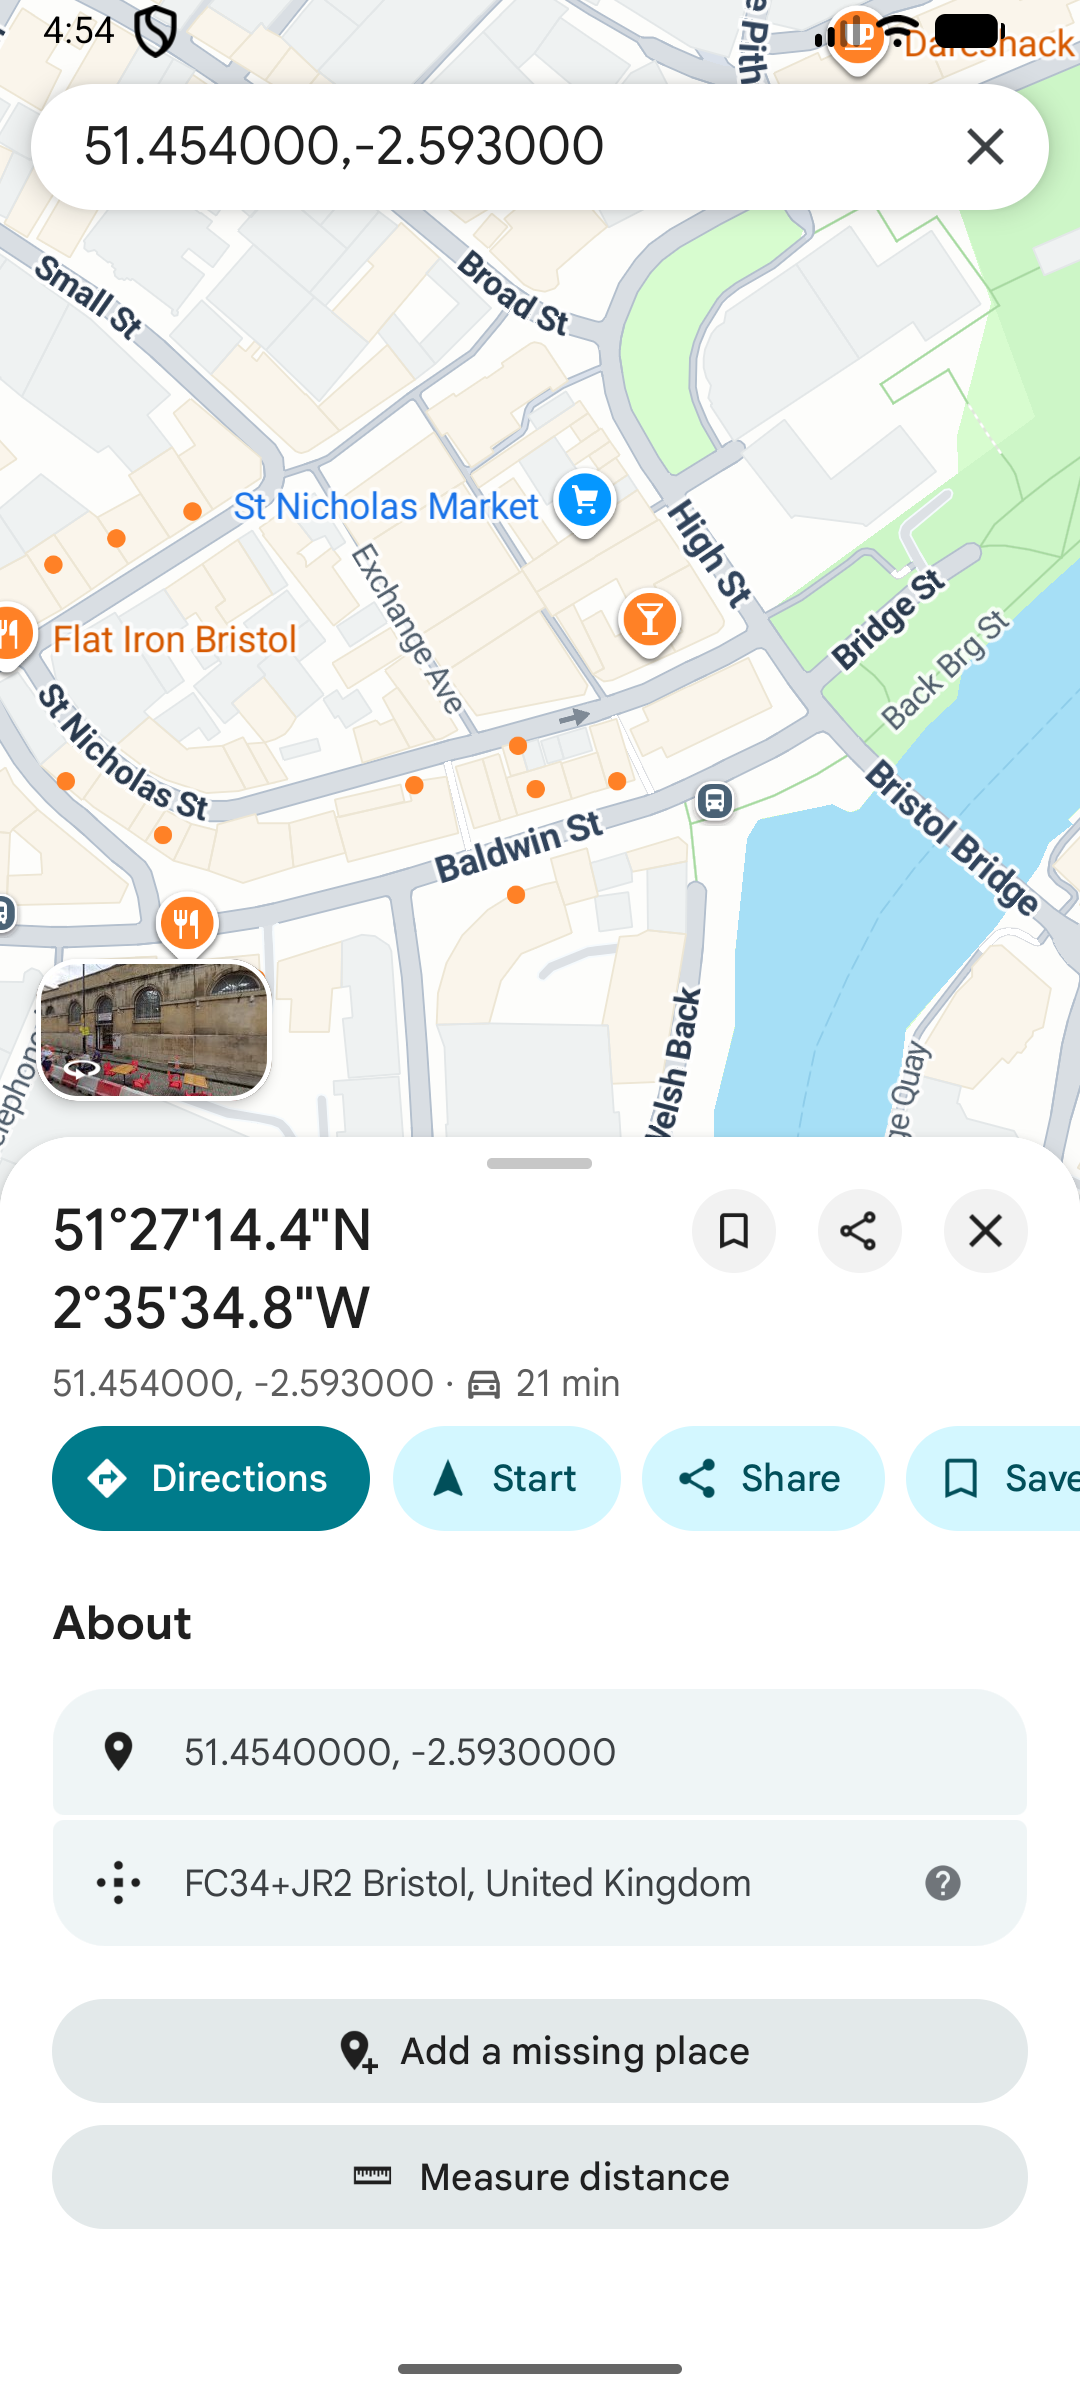 4:54
Dareshack
51.454000,-2.593000
Small St
Broad St
St Nicholas Market
High St
Exchange Ave
Bridge St
Back Brg St
Flat Iron Bristol
St Nicholas St
Baldwin St
Bristol Bridge
Welsh Back
51°27'14.4"N
2°35'34.8"W
51.454000, -2.593000 · 21 min
Directions
Start
Share
Save
About
51.4540000, -2.5930000
FC34+JR2 Bristol, United Kingdom
Add a missing place
Measure distance